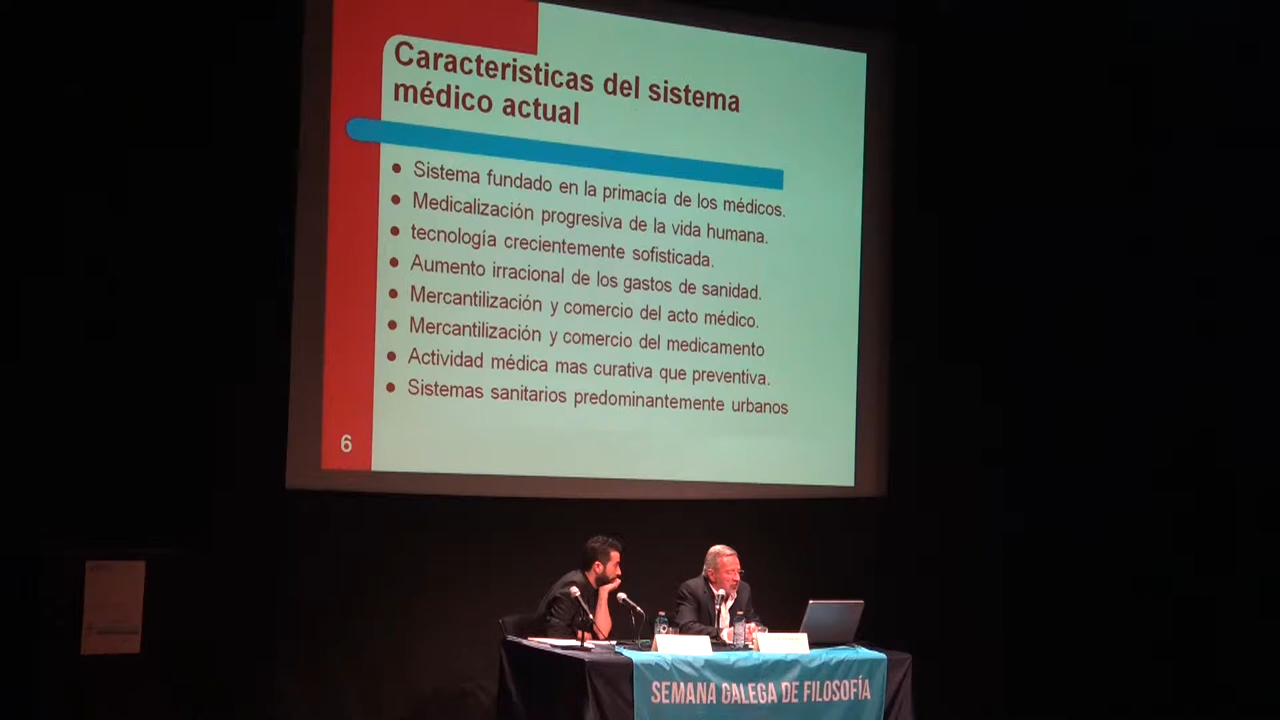 Caracteristicas del sistema
médico actual
• Sistema fundado en la primacía de los médicos.
• Medicalización progresiva de la vida humana.
• tecnología crecientemente sofisticada.
• Aumento irracional de los gastos de sanidad.
• Mercantilización y comercio del acto médico.
• Mercantilización y comercio del medicamento
• Actividad médica mas curativa que preventiva.
• Sistemas sanitarios predominantemente urbanos
6
SEMANA GALEGA DE FILOSOFÍA